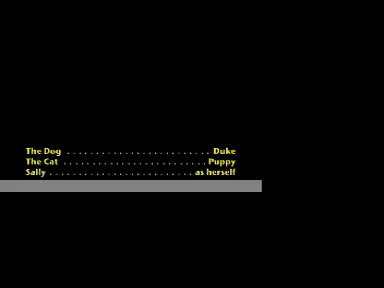 The Dog . . . . . . . . . . . . . . . . . . . . . . . . . Duke
The Cat . . . . . . . . . . . . . . . . . . . . . . . . . Puppy
Sally . . . . . . . . . . . . . . . . . . . . . . . . . as herself